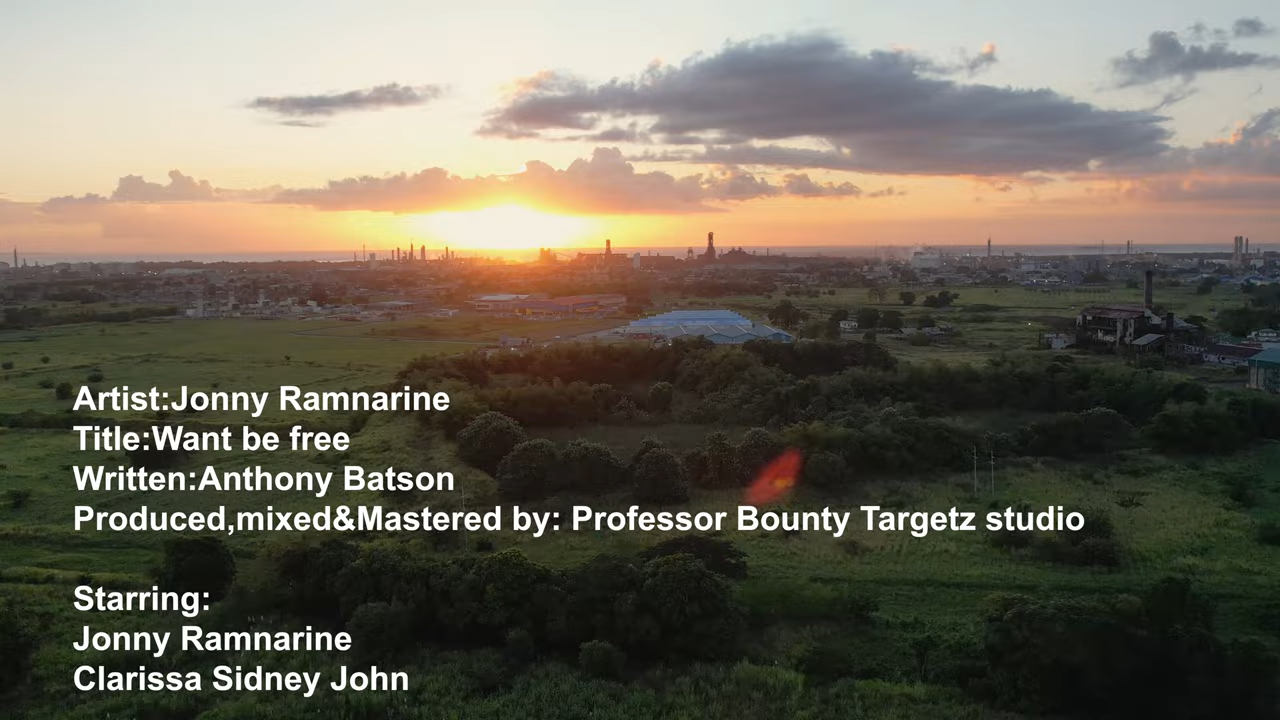 Artist:Jonny Ramnarine
Title:Want be free
Written:Anthony Batson
Produced,mixed&Mastered by: Professor Bounty Targetz studio
Starring:
Jonny Ramnarine
Clarissa Sidney John